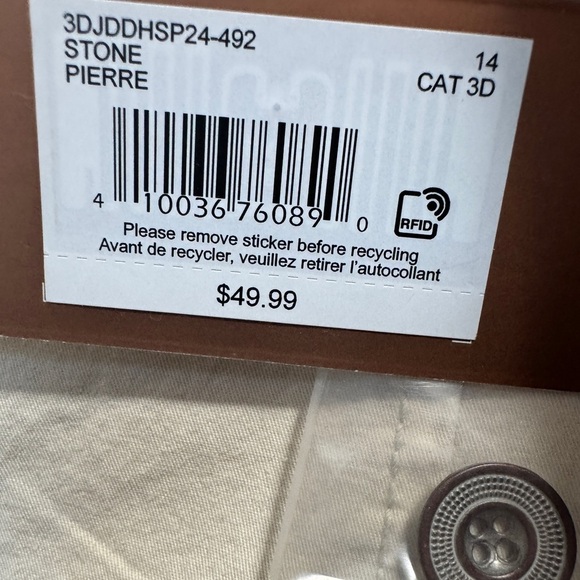 3DJDDHSP24-492
STONE 14
PIERRE CAT 3D
4 10036 76089 0
RFID
Please remove sticker before recycling
Avant de recycler, veuillez retirer l'autocollant
$49.99